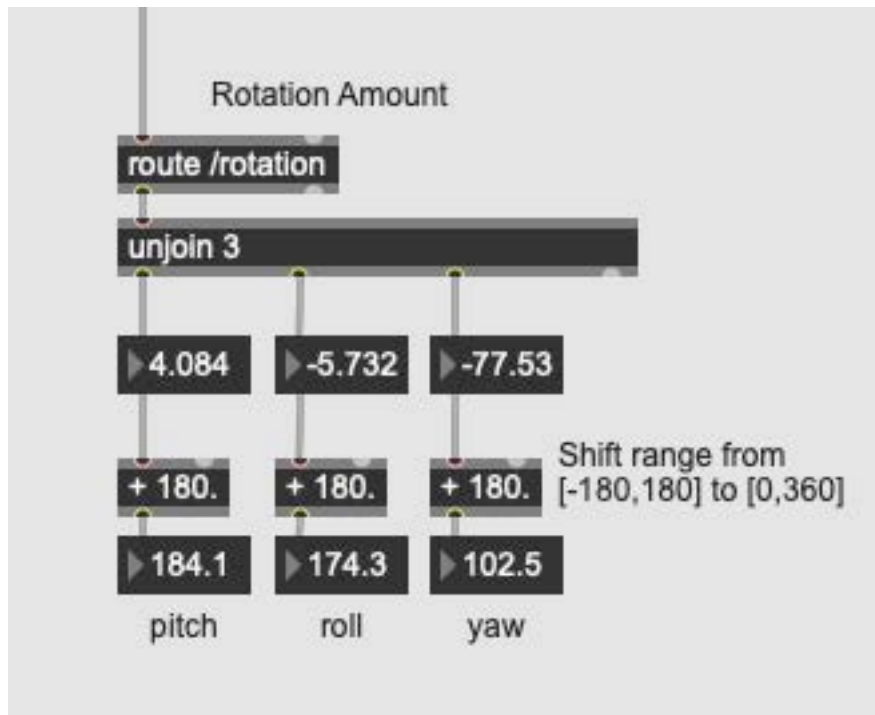 Rotation Amount
route /rotation
unjoin 3
4.084 -5.732 -77.53
+ 180. + 180. + 180.
Shift range from
[-180,180] to [0,360]
184.1 174.3 102.5
pitch roll yaw